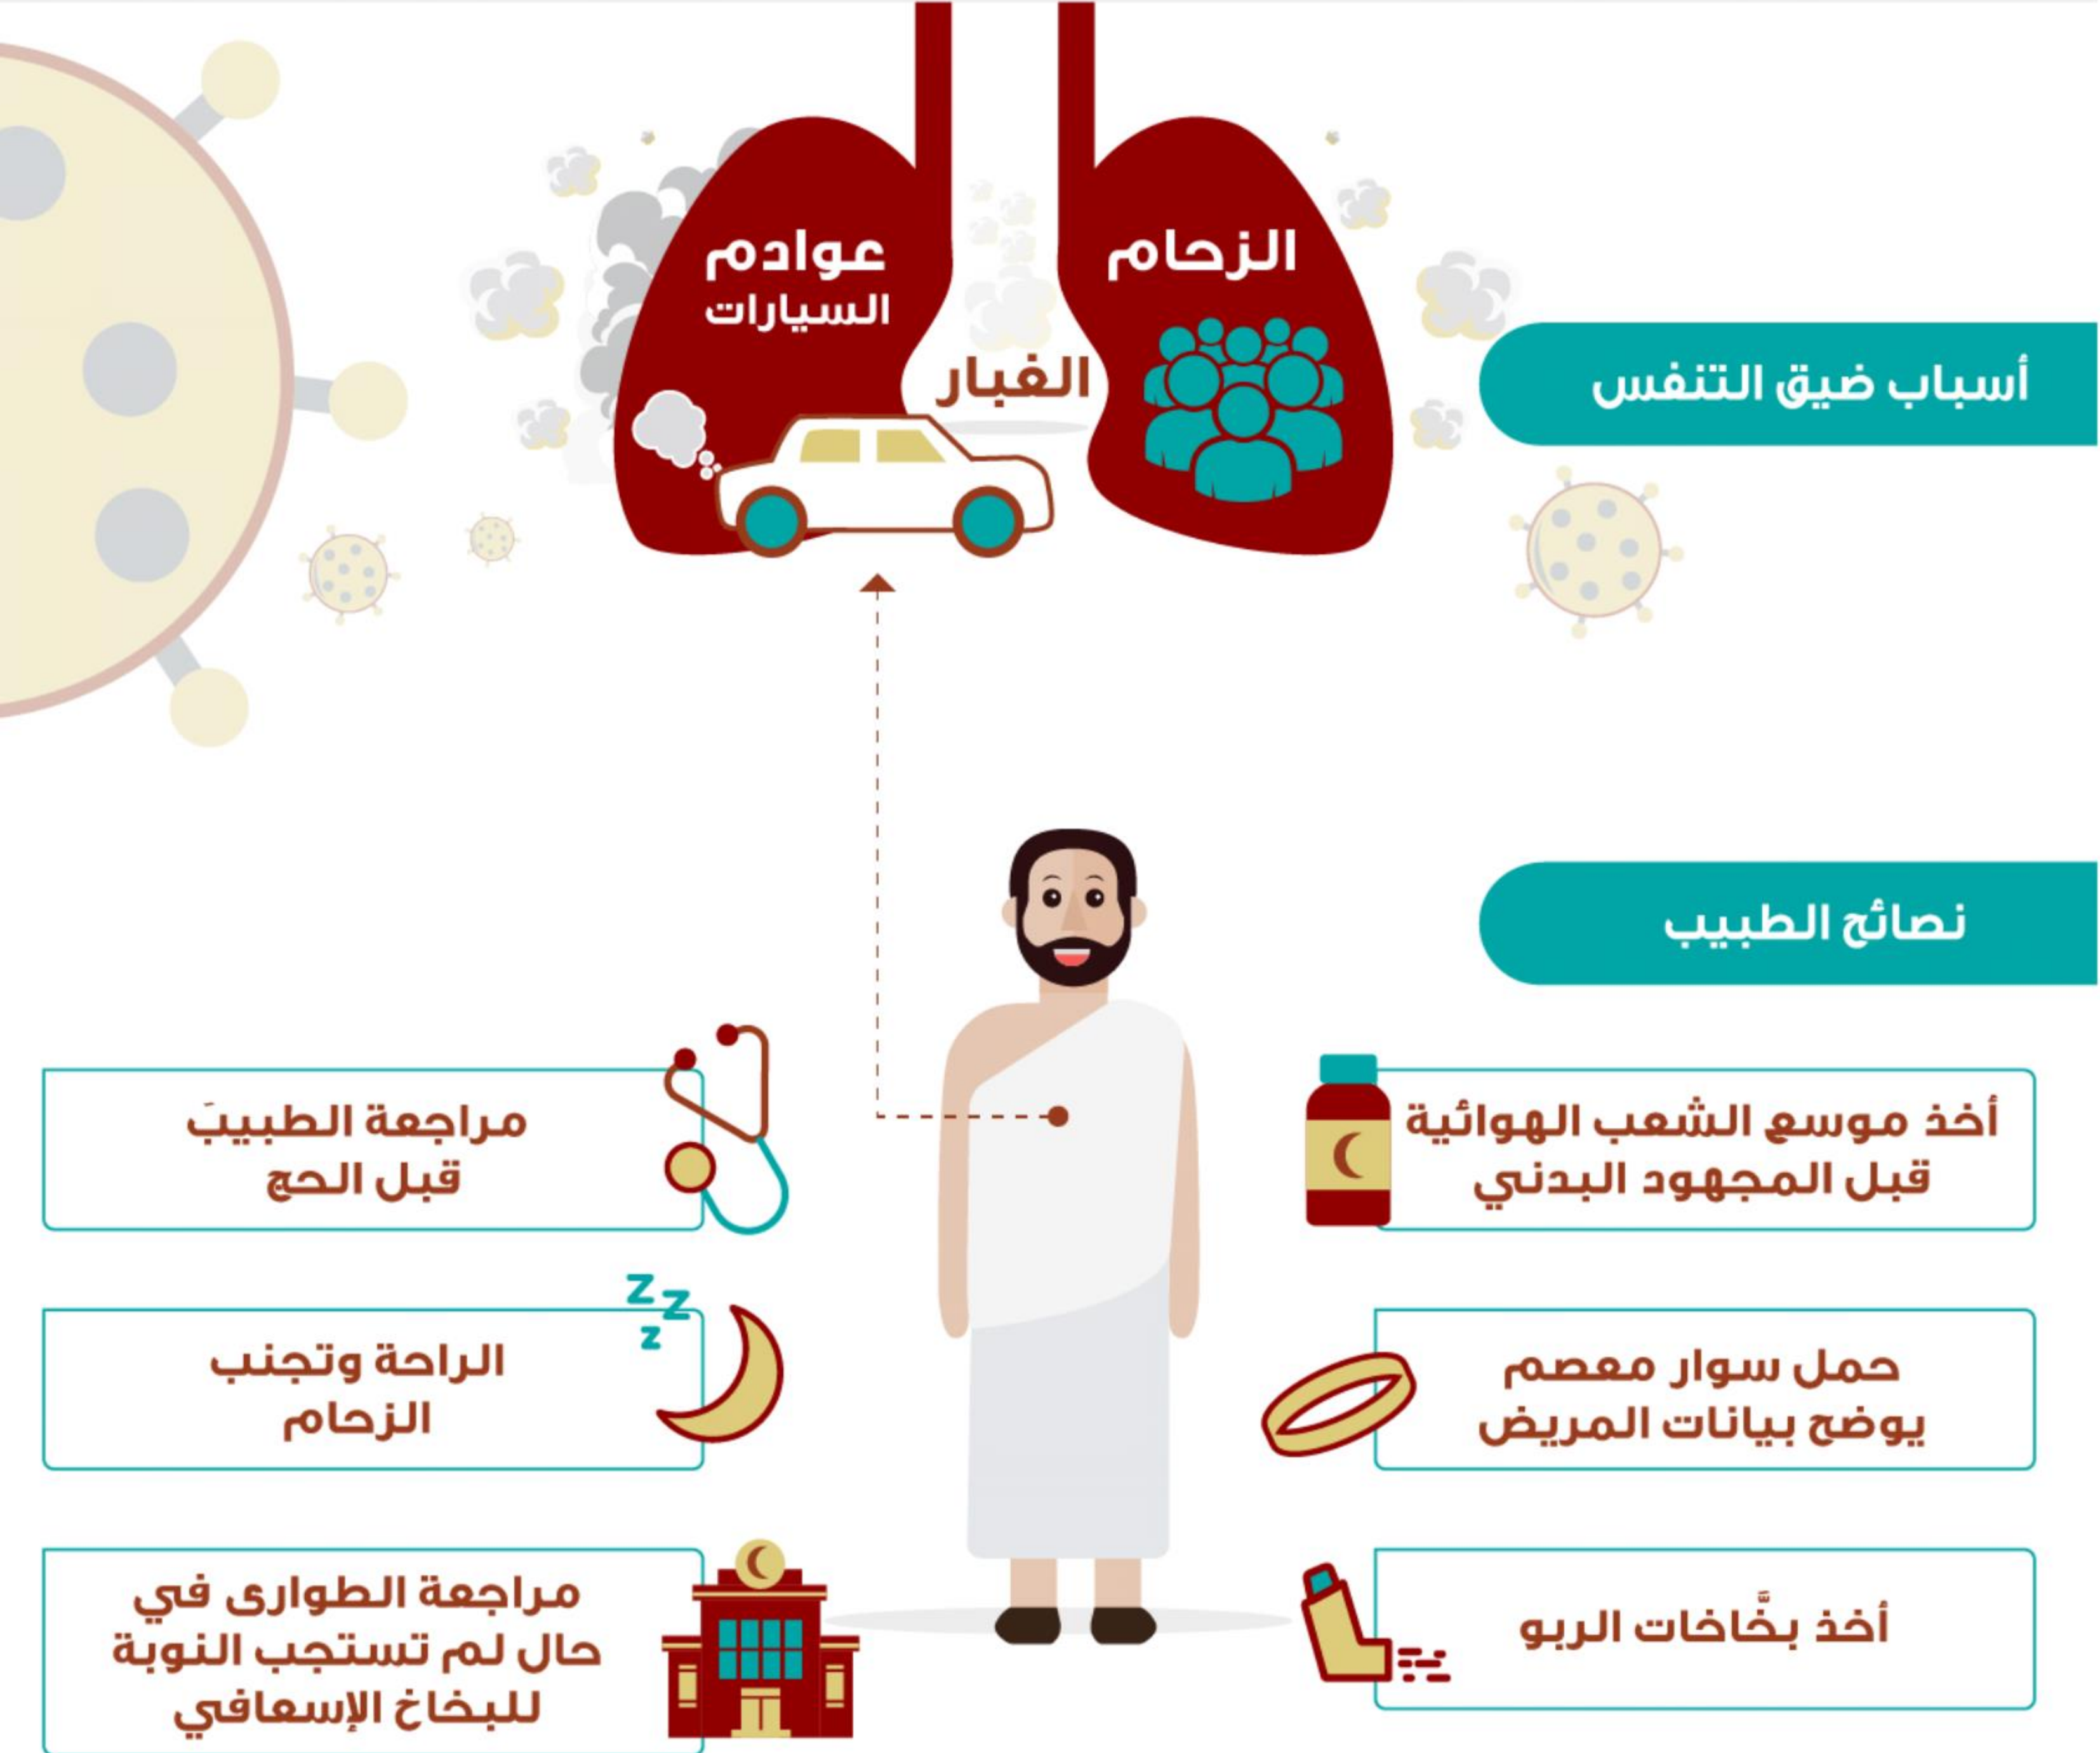 أسباب ضيق التنفس
الزحام
الغبار
عوادم
السيارات
نصائح الطبيب
أخذ موسع الشعب الهوائية
قبل المجهود البدني
حمل سوار معصم
يوضح بيانات المريض
أخذ بخَّاخات الربو
مراجعة الطبيبَ
قبل الحج
الراحة وتجنب
الزحام
مراجعة الطوارى في
حال لم تستجب النوبة
للبخاخ الإسعافي
z z
z